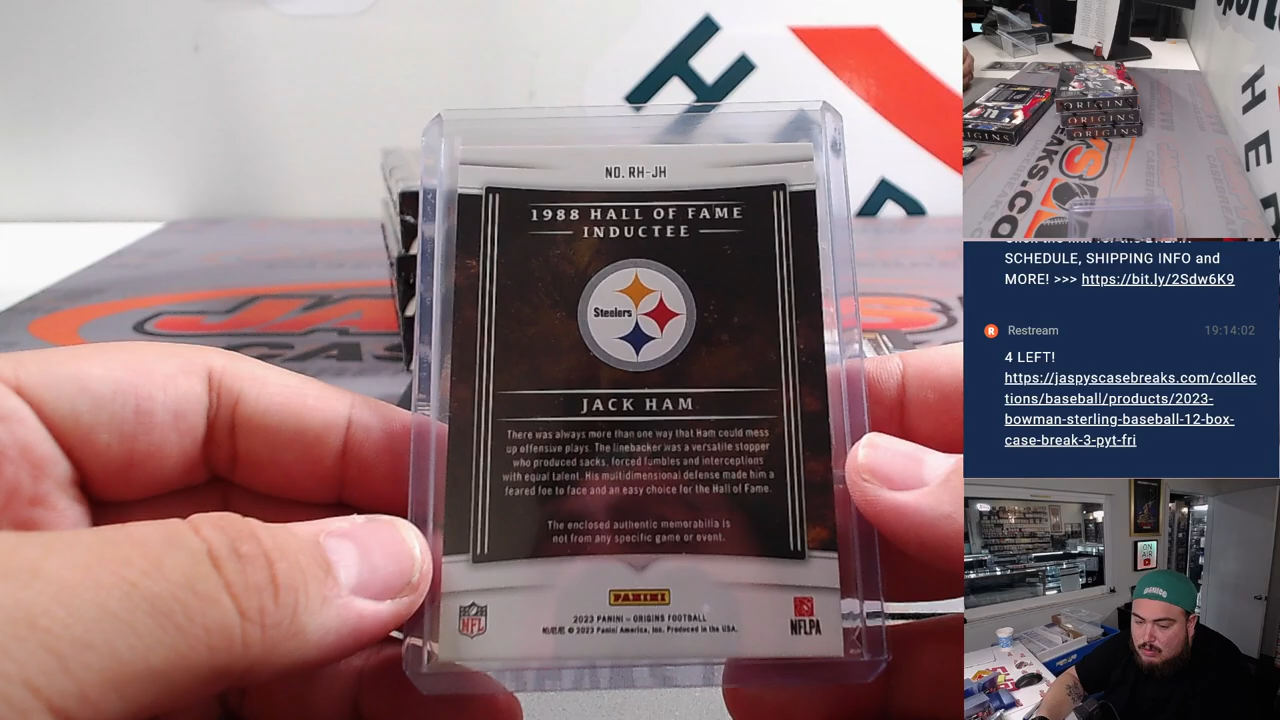 NO. RH-JH
1988 HALL OF FAME
INDUCTEE
Steelers
JACK HAM
There was always more than one way that Ham could mess
up offensive plays. The linebacker was a versatile stopper
who produced sacks, forced fumbles and interceptions
with equal talent. His multidimensional defense made him a
feared foe to face and an easy choice for the Hall of Fame.
The enclosed authentic memorabilia is
not from any specific game or event.
PANINI
NFL
2023 PANINI – ORIGINS FOOTBALL
© 2023 Panini America, Inc. Produced in the USA.
NFLPA
ORIGINS
ORIGINS
ORIGINS
SCHEDULE, SHIPPING INFO and
MORE! >>> https://bit.ly/2Sdw6K9
R Restream 19:14:02
4 LEFT!
https://jaspyscasebreaks.com/collec
tions/baseball/products/2023-
bowman-sterling-baseball-12-box-
case-break-3-pyt-fri
ON
AIR